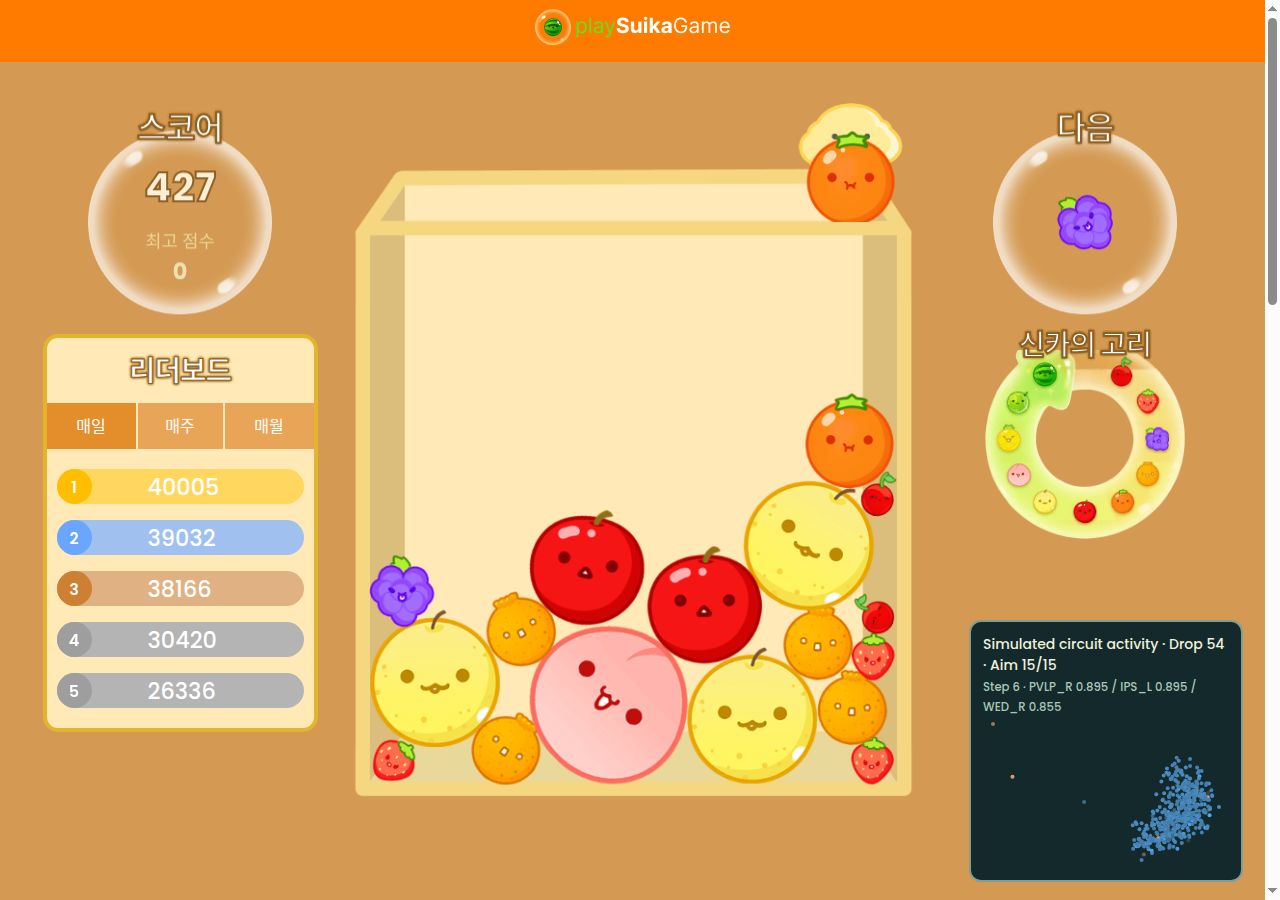 playSuikaGame
스코어
427
최고 점수
0
다음
리더보드
매일 매주 매월
1 40005
2 39032
3 38166
4 30420
5 26336
신카의 고리
Simulated circuit activity · Drop 54
· Aim 15/15
Step 6 · PVLP_R 0.895 / IPS_L 0.895 /
WED_R 0.855